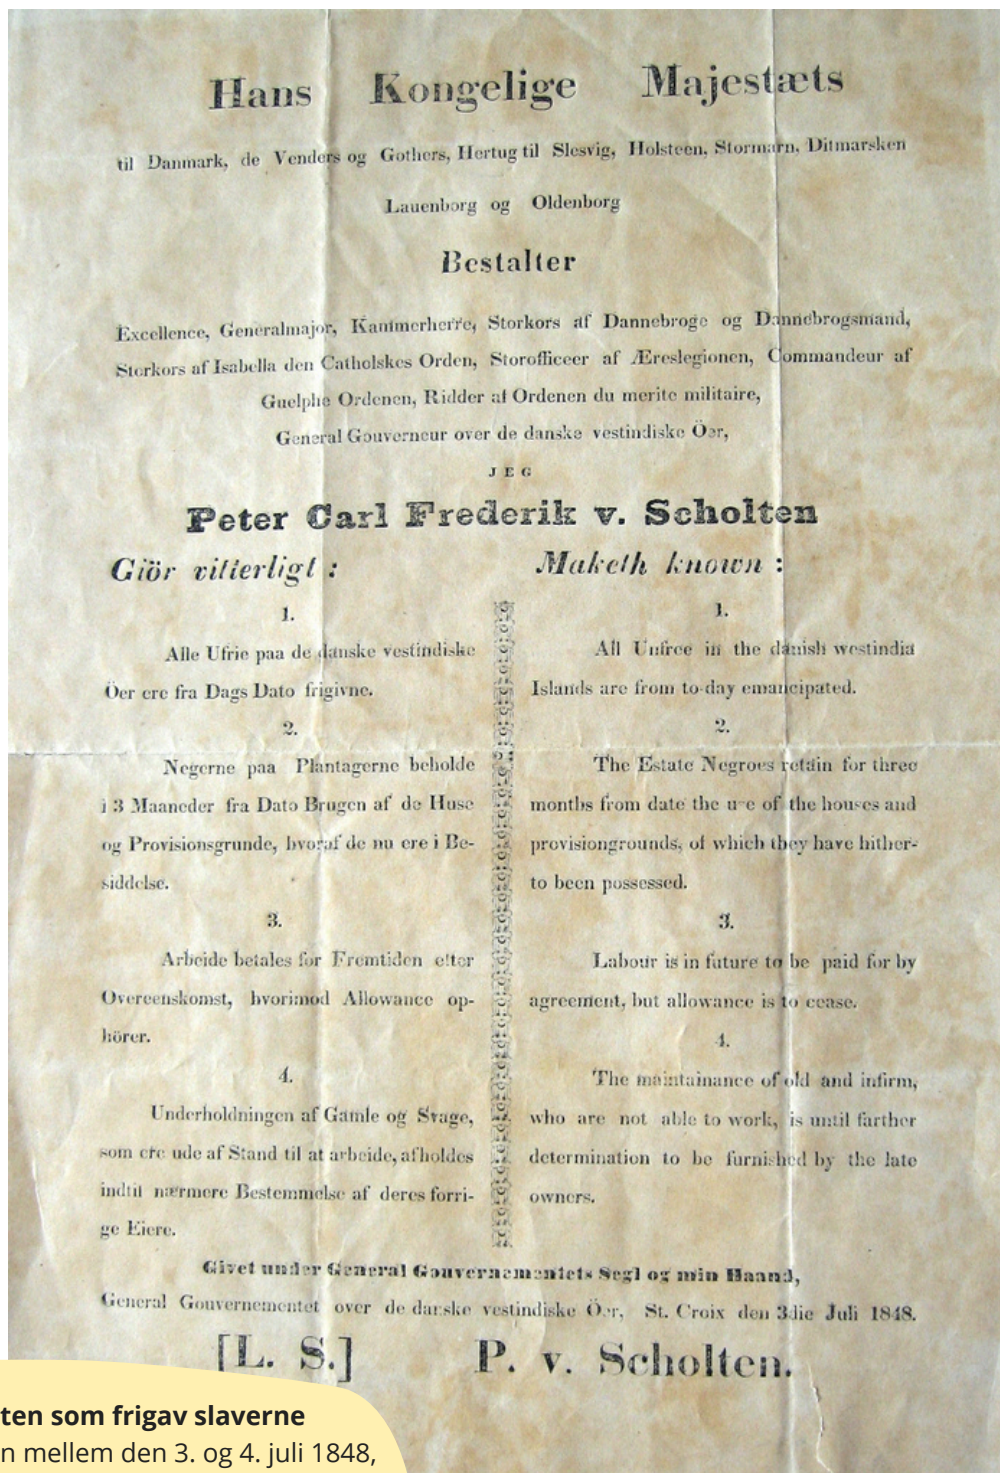 Hans Kongelige Majestæts
til Danmark, de Venders og Gothers, Hertug til Slesvig, Holsteen, Stormarn, Ditmarsken
Lauenborg og Oldenborg
Bestalter
Excellence, Generalmajor, Kammerherre, Storkors af Dannebroge og Dannebrogsmand,
Storkors af Isabella den Catholskes Orden, Storofficeer af Æreslegionen, Commandeur af
Guelphe Ordenen, Ridder af Ordenen du merite militaire,
General Gouverneur over de danske vestindiske Öer,
JEG
Peter Carl Frederik v. Scholten
Giör vitterligt :
1.
Alle Ufrie paa de danske vestindiske
Öer ere fra Dags Dato frigivne.
2.
Negerne paa Plantagerne beholde
i 3 Maaneder fra Dato Brugen af de Huse
og Provisionsgrunde, hvoraf de nu ere i Be-
siddelse.
3.
Arbeide betales for Fremtiden efter
Overeenskomst, hvorimod Allowance op-
hörer.
4.
Underholdningen af Gamle og Svage,
som ere ude af Stand til at arbeide, afholdes
indtil nærmere Bestemmelse af deres forri-
ge Eiere.
Maketh known :
1.
All Unfree in the danish westindia
Islands are from to-day emancipated.
2.
The Estate Negroes retain for three
months from date the use of the houses and
provisiongrounds, of which they have hither-
to been possessed.
3.
Labour is in future to be paid for by
agreement, but allowance is to cease.
4.
The maintainance of old and infirm,
who are not able to work, is until farther
determination to be furnished by the late
owners.
Givet under General Gouvernementets Segl og min Haand,
General Gouvernementet over de danske vestindiske Öer, St. Croix den 3die Juli 1848.
[L. S.] P. v. Scholten.
ten som frigav slaverne
n mellem den 3. og 4. juli 1848,